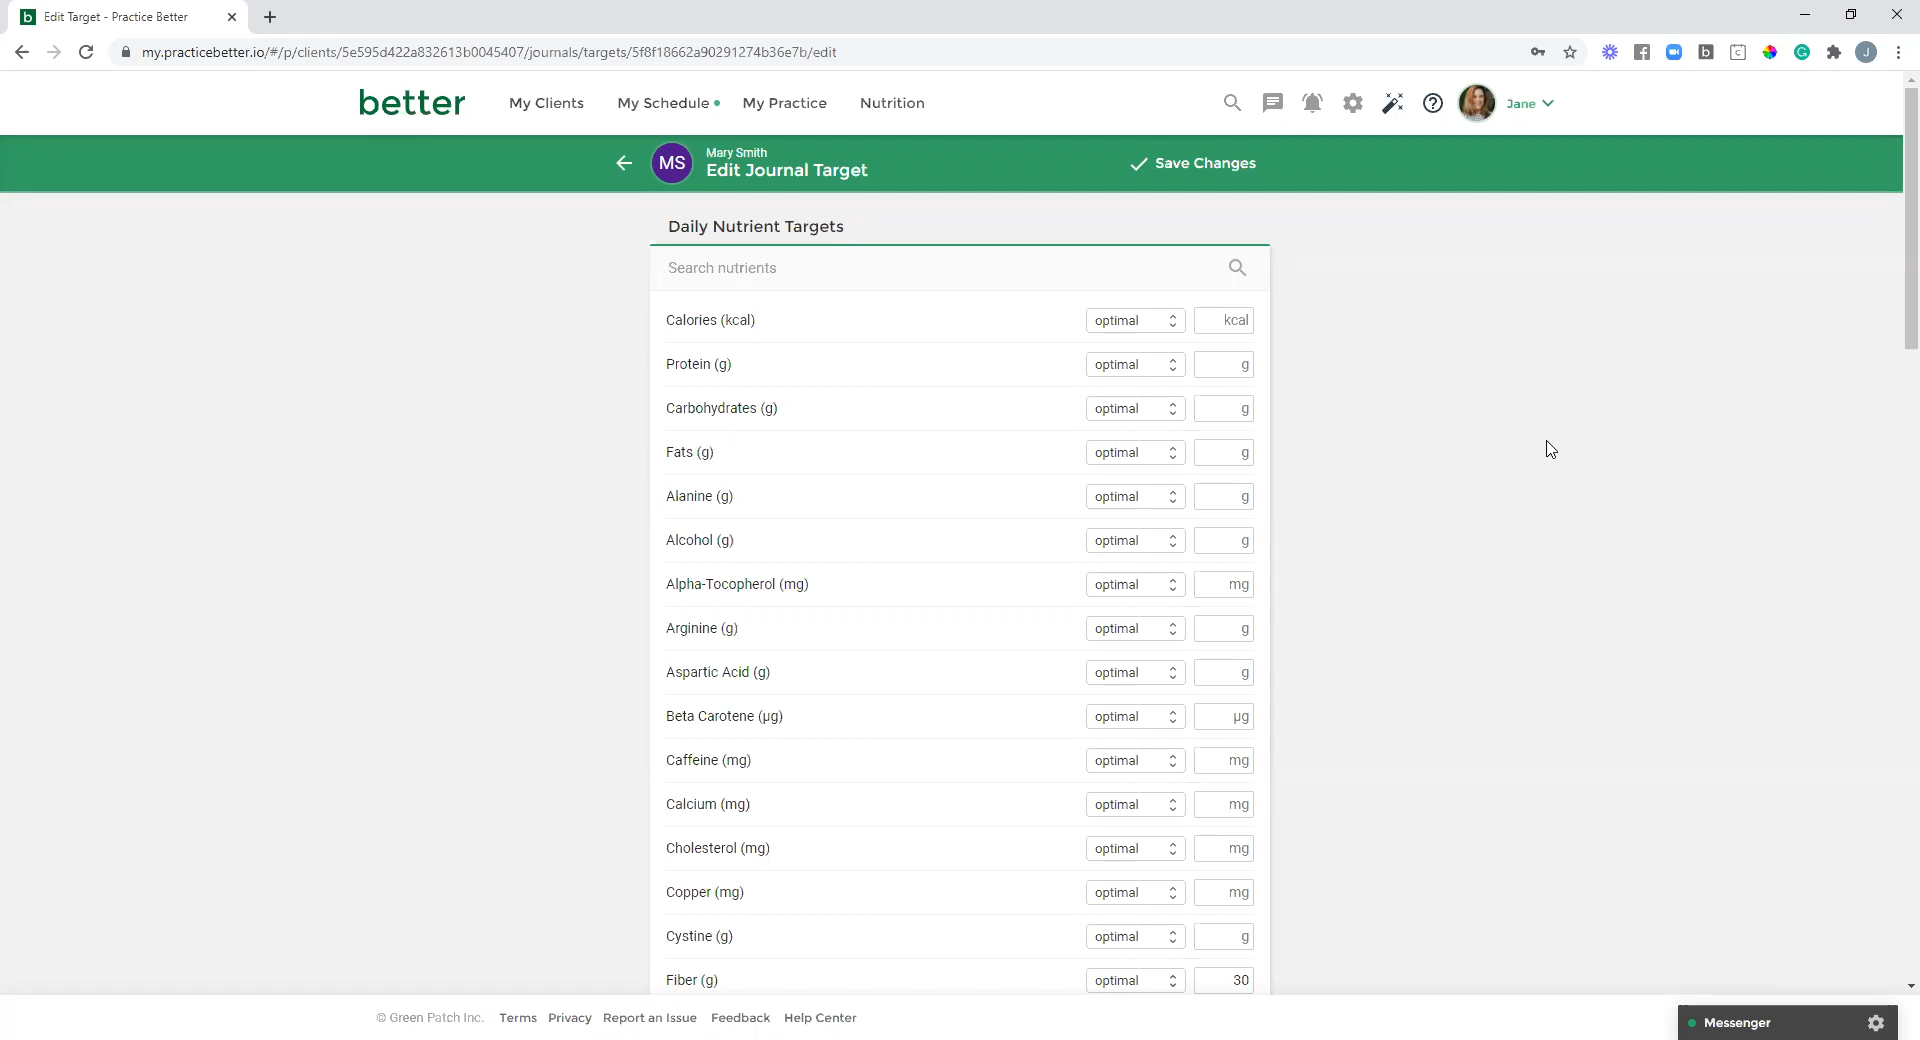 Edit Target - Practice Better
my.practicebetter.io/#/p/clients/5e595d422a832613b0045407/journals/targets/5f8f18662a90291274b36e7b/edit
better My Clients My Schedule My Practice Nutrition Jane
MS Mary Smith
Edit Journal Target Save Changes
Daily Nutrient Targets
Search nutrients
Calories (kcal) optimal kcal
Protein (g) optimal g
Carbohydrates (g) optimal g
Fats (g) optimal g
Alanine (g) optimal g
Alcohol (g) optimal g
Alpha-Tocopherol (mg) optimal mg
Arginine (g) optimal g
Aspartic Acid (g) optimal g
Beta Carotene (µg) optimal µg
Caffeine (mg) optimal mg
Calcium (mg) optimal mg
Cholesterol (mg) optimal mg
Copper (mg) optimal mg
Cystine (g) optimal g
Fiber (g) optimal 30
© Green Patch Inc. Terms Privacy Report an Issue Feedback Help Center
Messenger